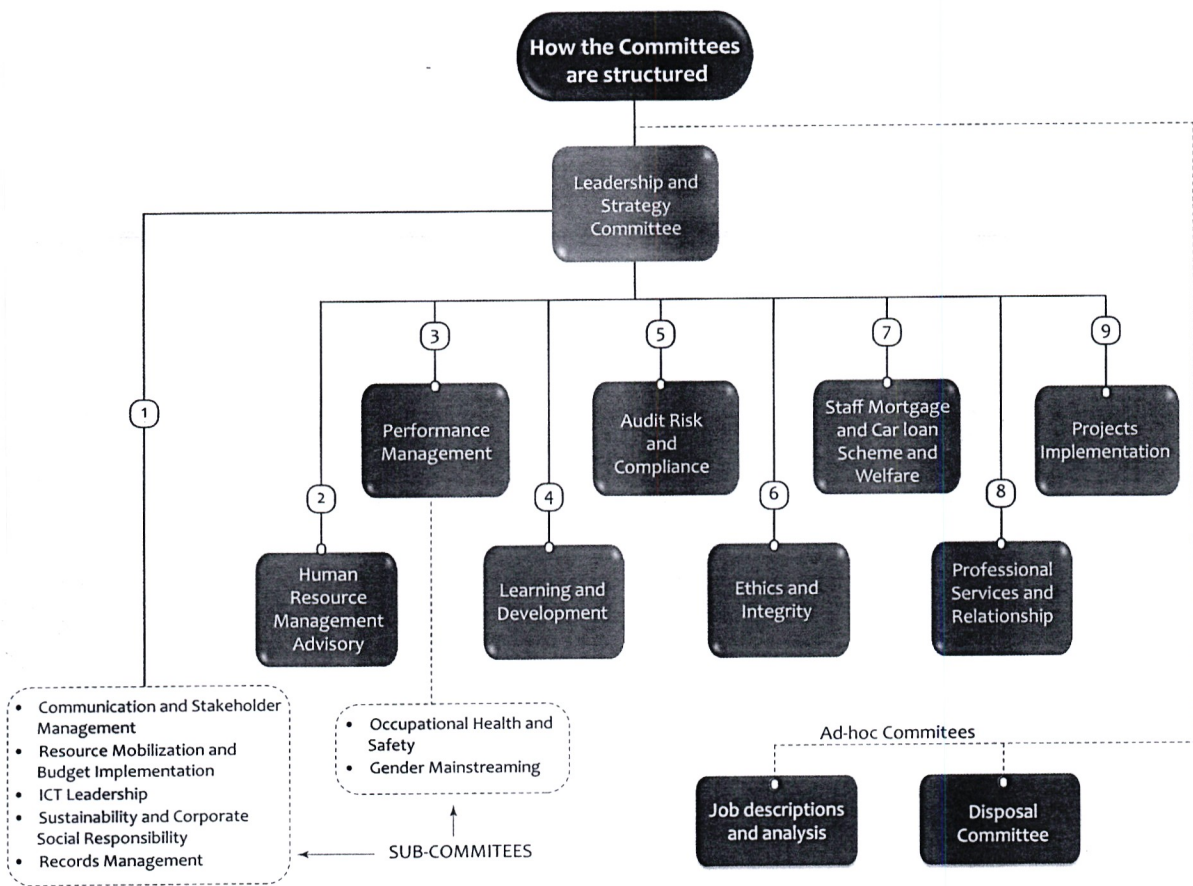 How the Committees
are structured
Leadership and
Strategy
Committee
1
2
3
4
5
6
7
8
9
Performance
Management
Audit Risk
and
Compliance
Staff Mortgage
and Car loan
Scheme and
Welfare
Projects
Implementation
Human
Resource
Management
Advisory
Learning and
Development
Ethics and
Integrity
Professional
Services and
Relationship
• Communication and Stakeholder
Management
• Resource Mobilization and
Budget Implementation
• ICT Leadership
• Sustainability and Corporate
Social Responsibility
• Records Management
• Occupational Health and
Safety
• Gender Mainstreaming
SUB-COMMITEES
Ad-hoc Commitees
Job descriptions
and analysis
Disposal
Committee